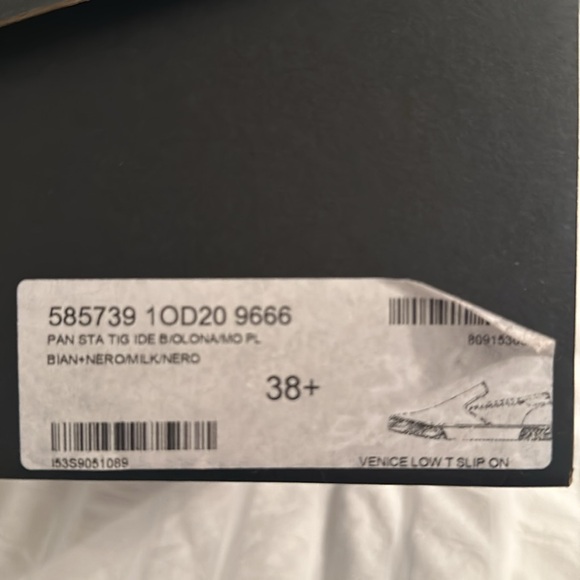 585739 1OD20 9666
PAN STA TIG IDE B/OLONA/MO PL
BIAN+NERO/MILK/NERO
38+
I53S9051089
VENICE LOW T SLIP ON